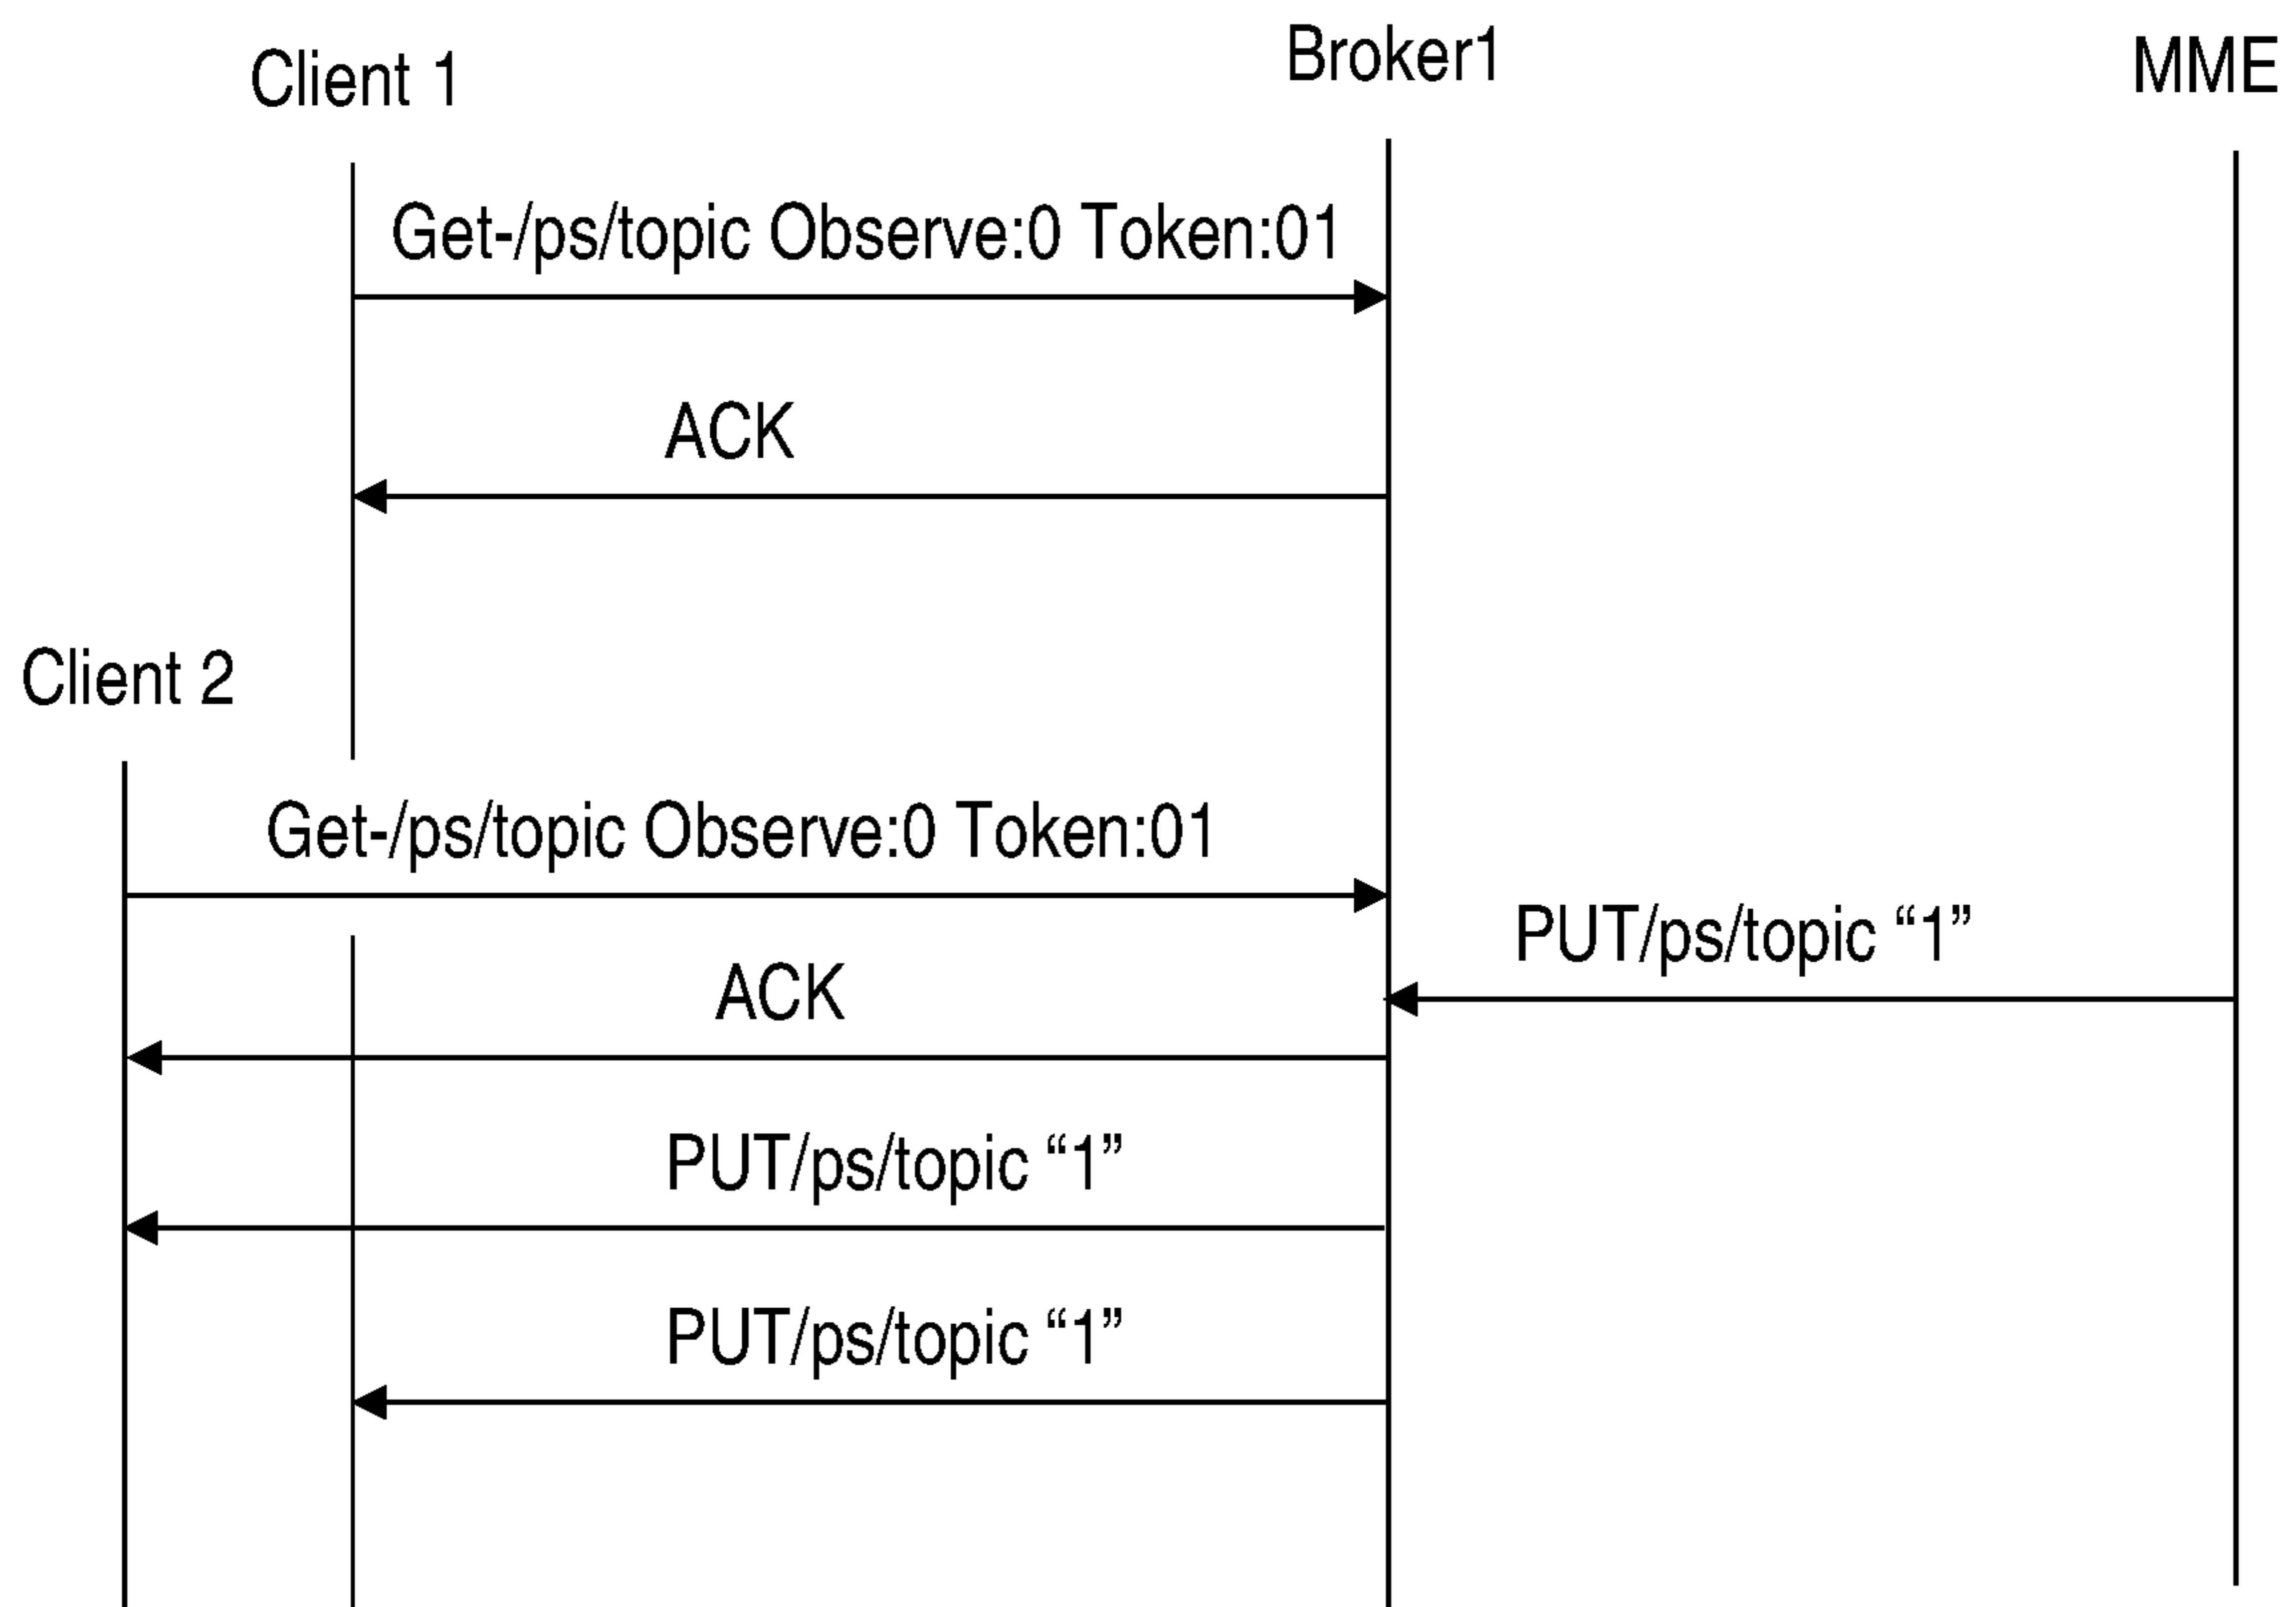 Client 1
Broker1
MME
Get-/ps/topic Observe:0 Token:01
ACK
Client 2
Get-/ps/topic Observe:0 Token:01
PUT/ps/topic “1”
ACK
PUT/ps/topic “1”
PUT/ps/topic “1”